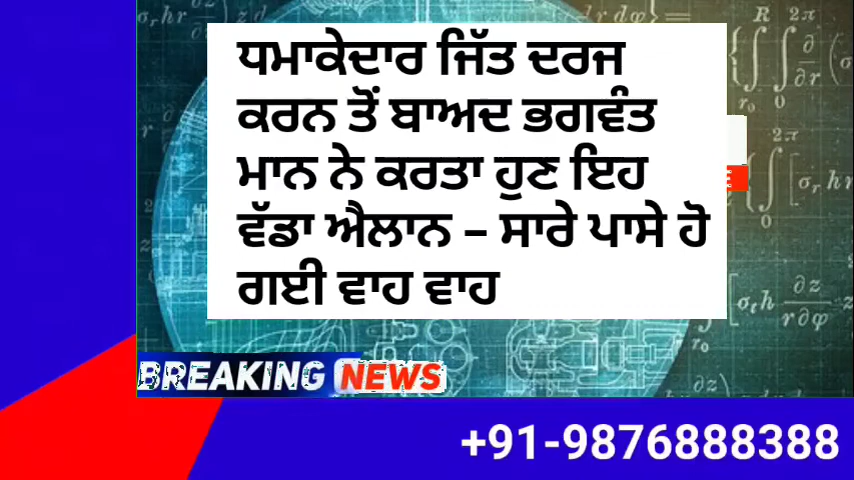 ਧਮਾਕੇਦਾਰ ਜਿੱਤ ਦਰਜ
ਕਰਨ ਤੋਂ ਬਾਅਦ ਭਗਵੰਤ
ਮਾਨ ਨੇ ਕਰਤਾ ਹੁਣ ਇਹ
ਵੱਡਾ ਐਲਾਨ – ਸਾਰੇ ਪਾਸੇ ਹੋ
ਗਈ ਵਾਹ ਵਾਹ
BREAKING NEWS
+91-9876888388